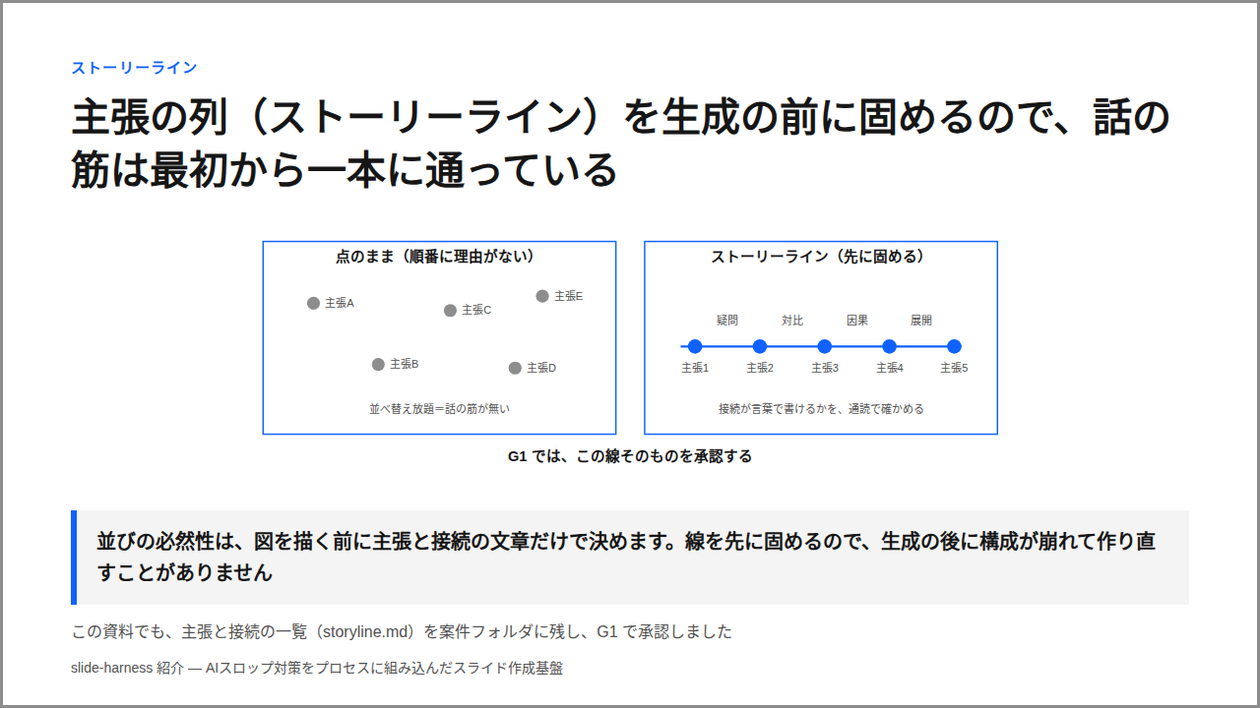 ストーリーライン
主張の列（ストーリーライン）を生成の前に固めるので、話の
筋は最初から一本に通っている
点のまま（順番に理由がない）
主張A
主張C
主張E
主張B
主張D
並べ替え放題＝話の筋が無い
ストーリーライン（先に固める）
疑問 対比 因果 展開
主張1 主張2 主張3 主張4 主張5
接続が言葉で書けるかを、通読で確かめる
G1 では、この線そのものを承認する
並びの必然性は、図を描く前に主張と接続の文章だけで決めます。線を先に固めるので、生成の後に構成が崩れて作り直
すことがありません
この資料でも、主張と接続の一覧（storyline.md）を案件フォルダに残し、G1 で承認しました
slide-harness 紹介 — AIスロップ対策をプロセスに組み込んだスライド作成基盤